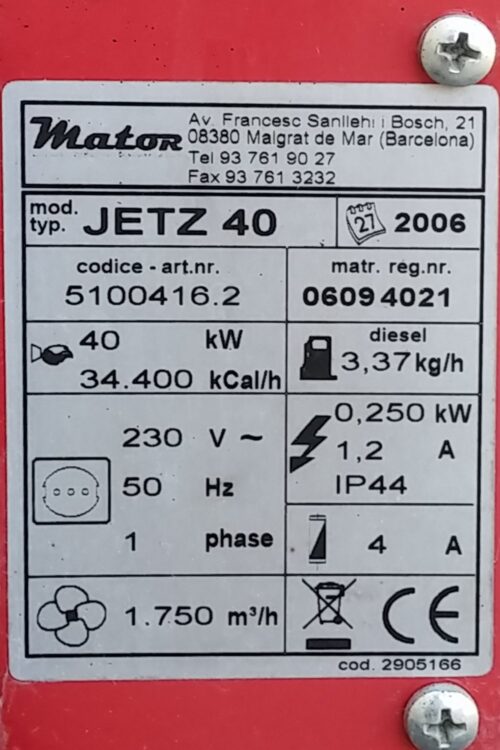 Mator
Av. Francesc Sanllehi i Bosch, 21
08380 Malgrat de Mar (Barcelona)
Tel 93 761 90 27
Fax 93 761 3232
mod. typ. JETZ 40
27 2006
codice - art.nr.
5100416.2
matr. reg.nr.
06094021
40 kW
34.400 kCal/h
diesel
3,37 kg/h
230 V ~
50 Hz
1 phase
0,250 kW
1,2 A
IP44
4 A
1.750 m³/h
CE
cod. 2905166